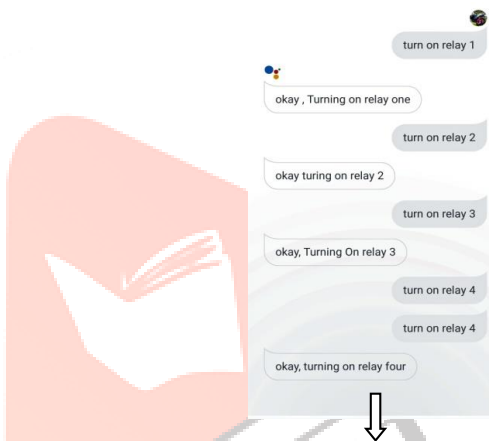 turn on relay 1
okay , Turning on relay one
turn on relay 2
okay turing on relay 2
turn on relay 3
okay, Turning On relay 3
turn on relay 4
turn on relay 4
okay, turning on relay four